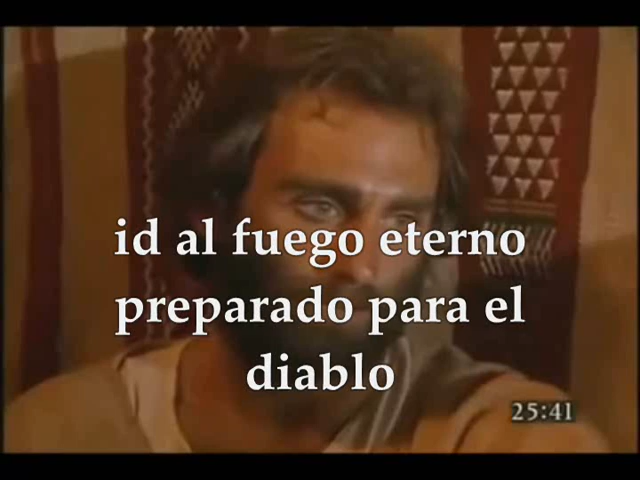 id al fuego eterno
preparado para el
diablo
25:41